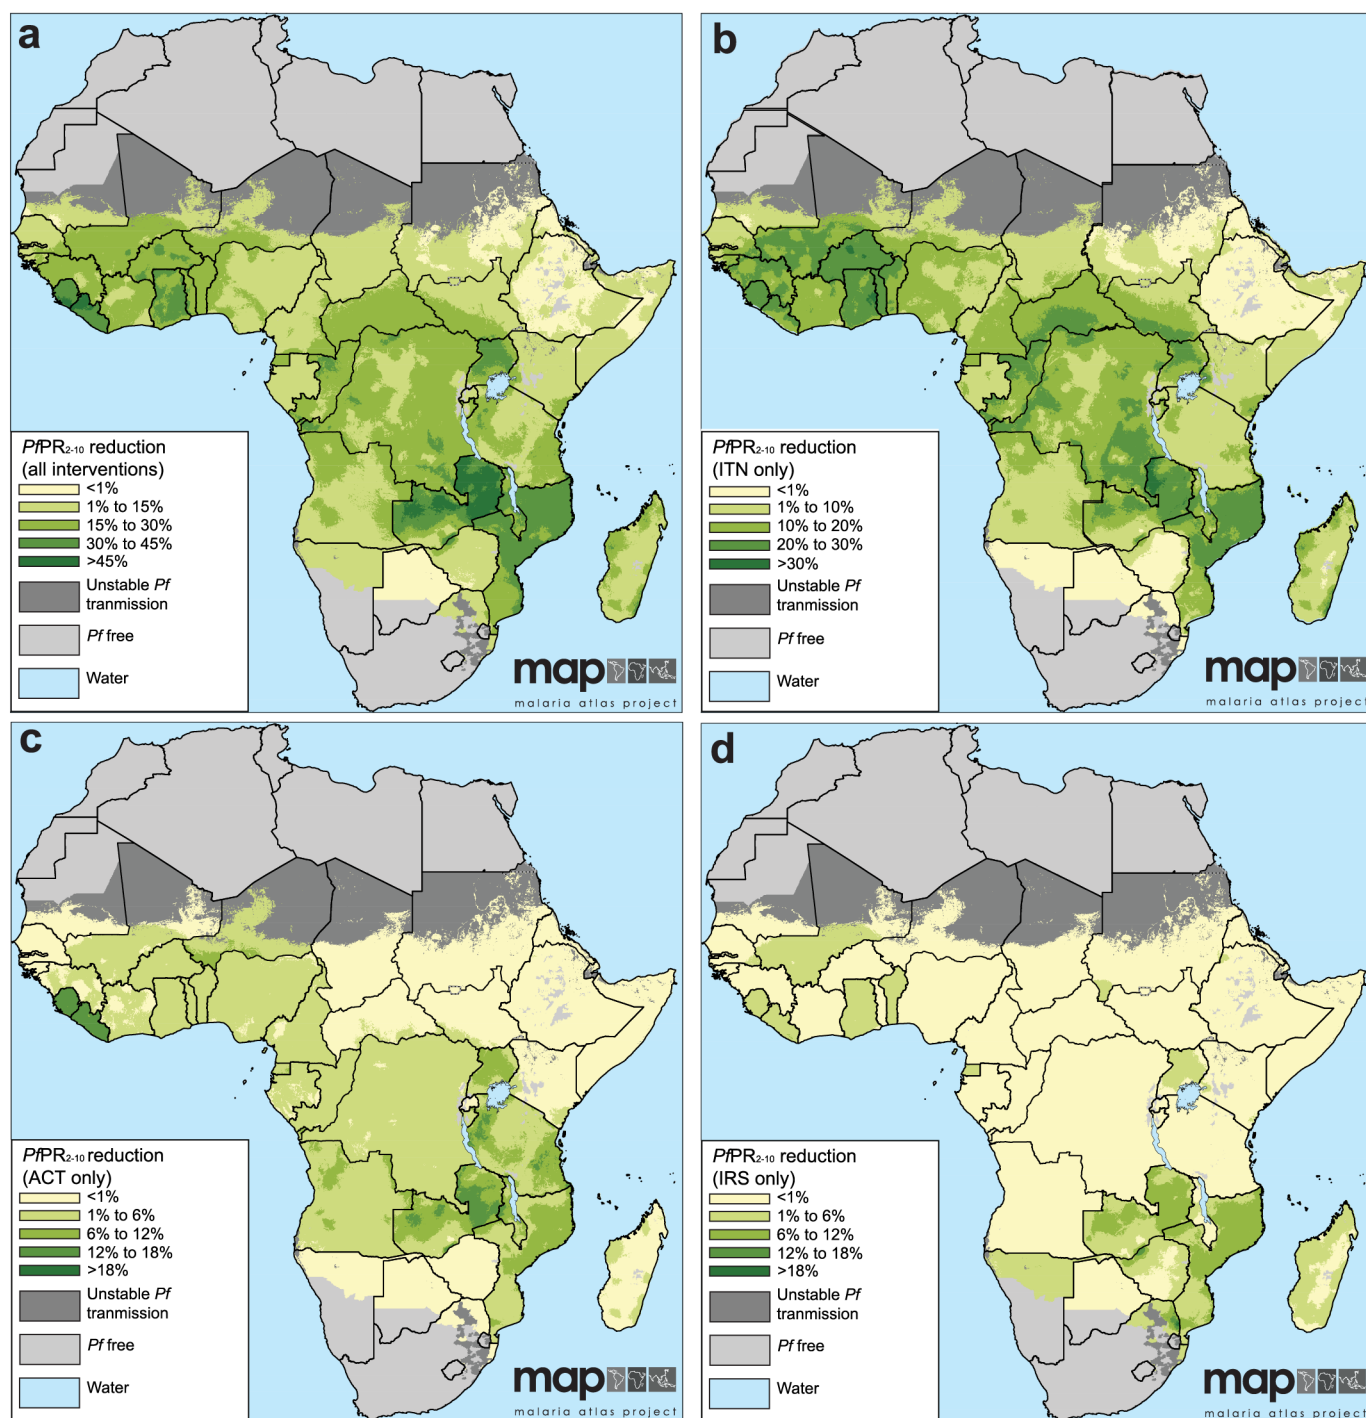 a
PfPR2-10 reduction
(all interventions)
<1%
1% to 15%
15% to 30%
30% to 45%
>45%
Unstable Pf
tranmission
Pf free
Water
map
malaria atlas project
b
PfPR2-10 reduction
(ITN only)
<1%
1% to 10%
10% to 20%
20% to 30%
>30%
Unstable Pf
tranmission
Pf free
Water
map
malaria atlas project
c
PfPR2-10 reduction
(ACT only)
<1%
1% to 6%
6% to 12%
12% to 18%
>18%
Unstable Pf
tranmission
Pf free
Water
map
malaria atlas project
d
PfPR2-10 reduction
(IRS only)
<1%
1% to 6%
6% to 12%
12% to 18%
>18%
Unstable Pf
tranmission
Pf free
Water
map
malaria atlas project